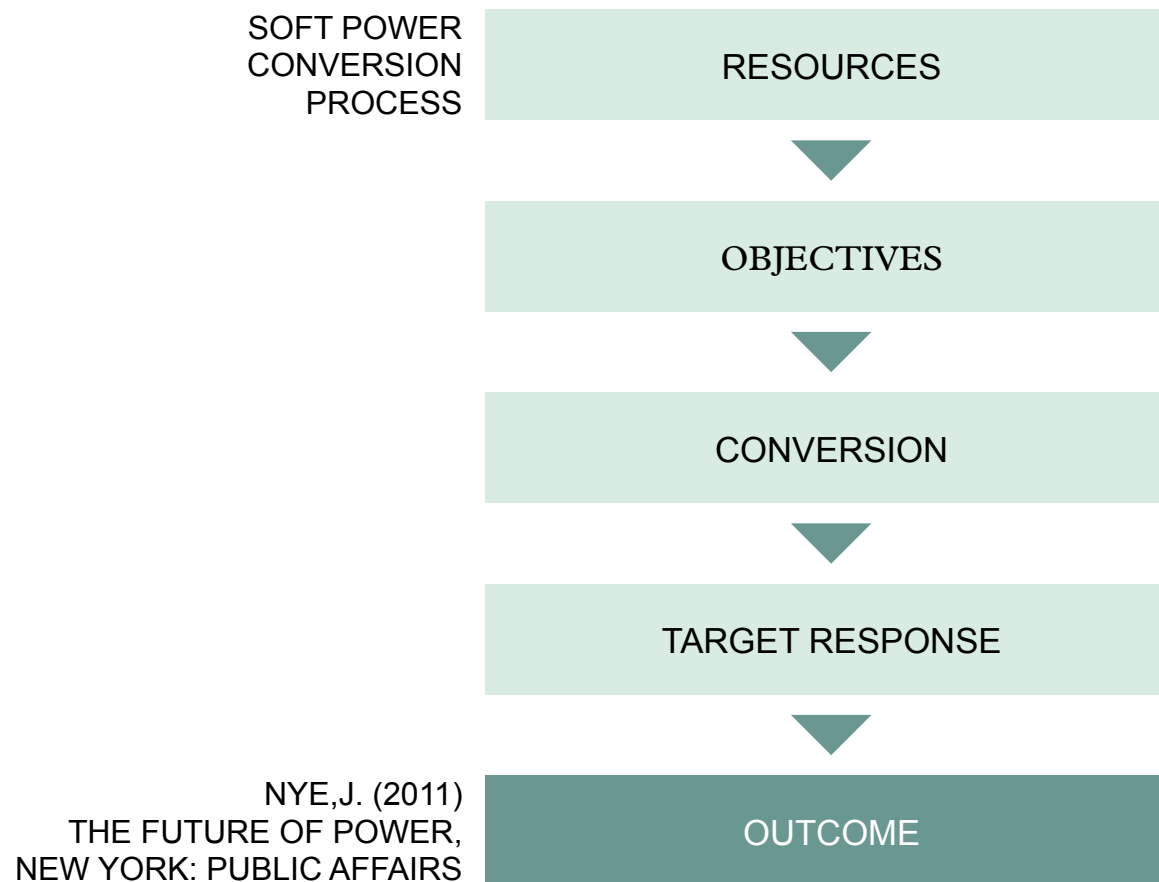 SOFT POWER
CONVERSION
PROCESS
RESOURCES
OBJECTIVES
CONVERSION
TARGET RESPONSE
NYE,J. (2011)
THE FUTURE OF POWER,
NEW YORK: PUBLIC AFFAIRS
OUTCOME